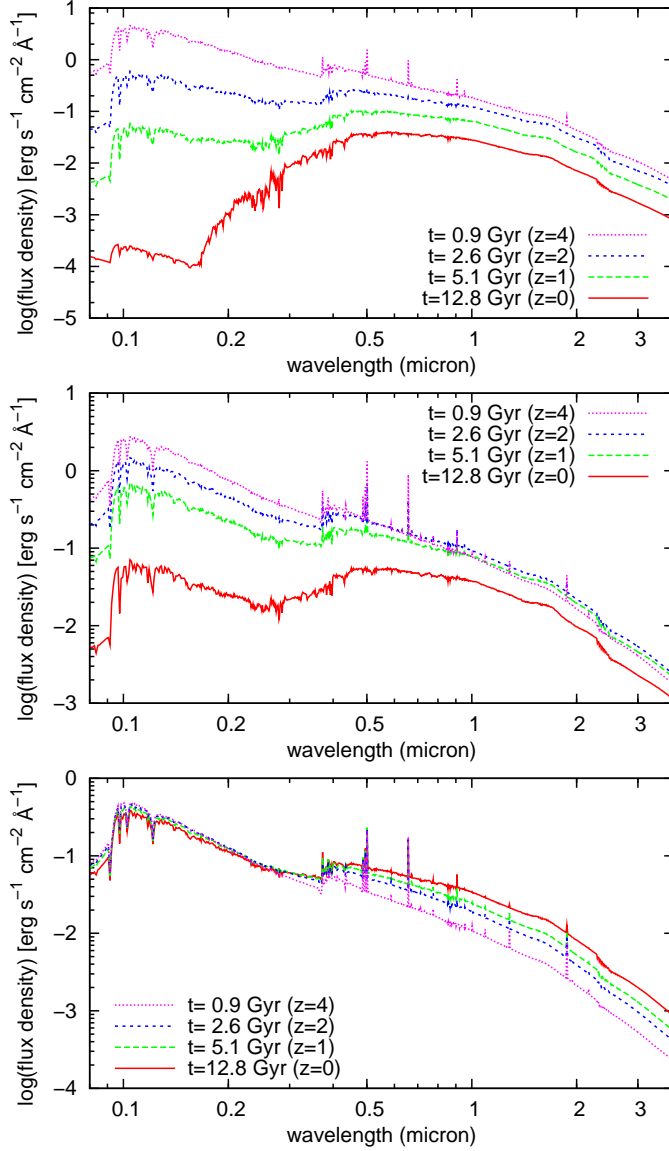 1
0
−1
−2
−3
−4
−5
log(flux density) [erg s⁻¹ cm⁻² Å⁻¹]
t= 0.9 Gyr (z=4)
t= 2.6 Gyr (z=2)
t= 5.1 Gyr (z=1)
t=12.8 Gyr (z=0)
0.1 0.2 0.5 1 2 3
wavelength (micron)
1
0
−1
−2
−3
log(flux density) [erg s⁻¹ cm⁻² Å⁻¹]
t= 0.9 Gyr (z=4)
t= 2.6 Gyr (z=2)
t= 5.1 Gyr (z=1)
t=12.8 Gyr (z=0)
0.1 0.2 0.5 1 2 3
wavelength (micron)
0
−1
−2
−3
−4
log(flux density) [erg s⁻¹ cm⁻² Å⁻¹]
t= 0.9 Gyr (z=4)
t= 2.6 Gyr (z=2)
t= 5.1 Gyr (z=1)
t=12.8 Gyr (z=0)
0.1 0.2 0.5 1 2 3
wavelength (micron)